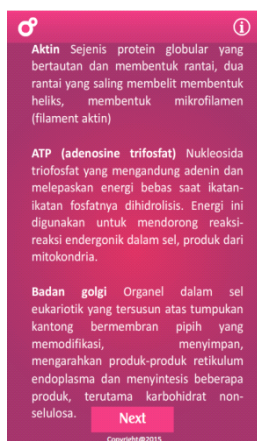 Aktin Sejenis protein globular yang
bertautan dan membentuk rantai, dua
rantai yang saling membelit membentuk
heliks, membentuk mikrofilamen
(filament aktin)
ATP (adenosine trifosfat) Nukleosida
triofosfat yang mengandung adenin dan
melepaskan energi bebas saat ikatan-
ikatan fosfatnya dihidrolisis. Energi ini
digunakan untuk mendorong reaksi-
reaksi endergonik dalam sel, produk dari
mitokondria.
Badan golgi Organel dalam sel
eukariotik yang tersusun atas tumpukan
kantong bermembran pipih yang
memodifikasi, menyimpan,
mengarahkan produk-produk retikulum
endoplasma dan menyintesis beberapa
produk, terutama karbohidrat non-
selulosa.
Next
Copyright@2015